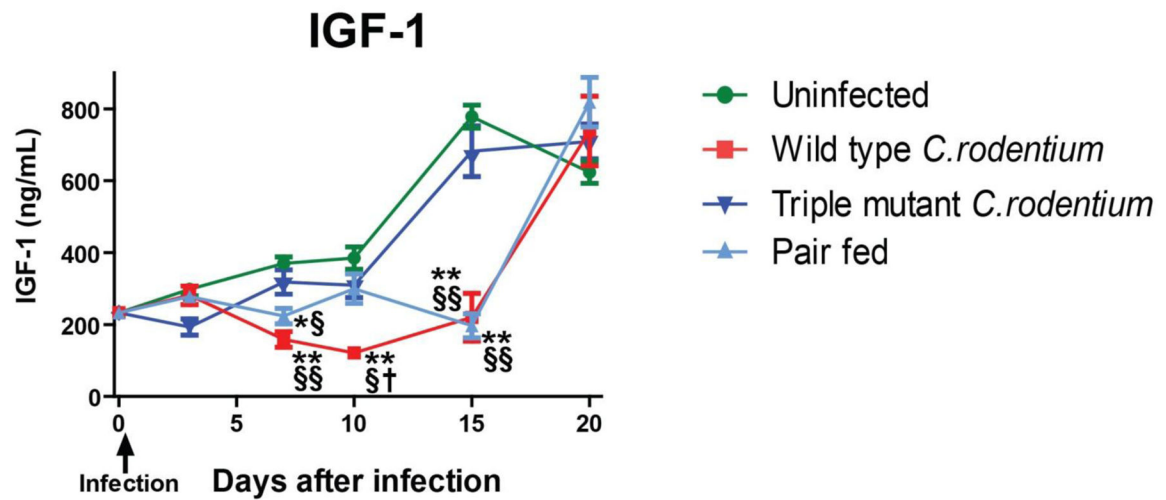 IGF-1
IGF-1 (ng/mL)
800
600
400
200
0
*§
**
§§
**
§†
**
§§
**
§§
0 5 10 15 20
Infection
Days after infection
Uninfected
Wild type C.rodentium
Triple mutant C.rodentium
Pair fed